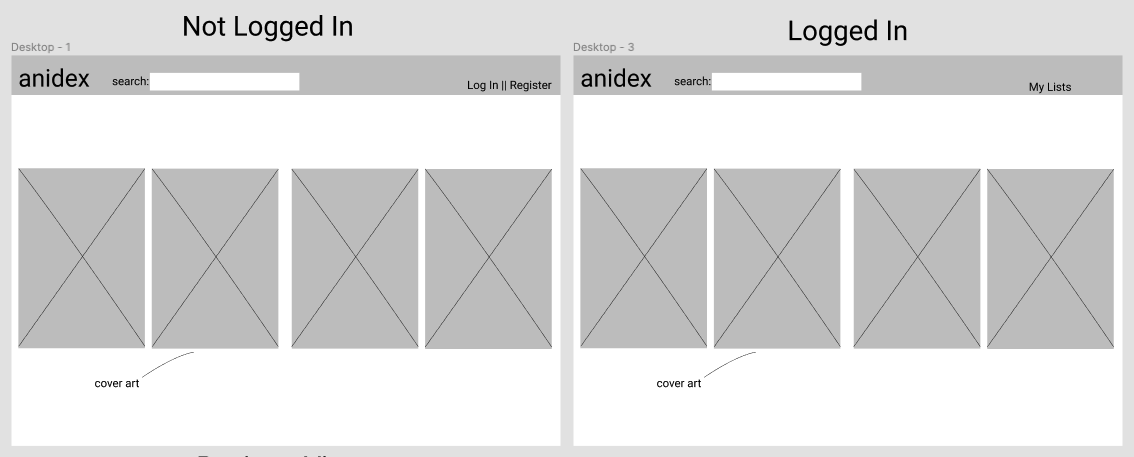 Not Logged In
Logged In
Desktop - 1
Desktop - 3
anidex
search:
Log In || Register
anidex
search:
My Lists
cover art
cover art